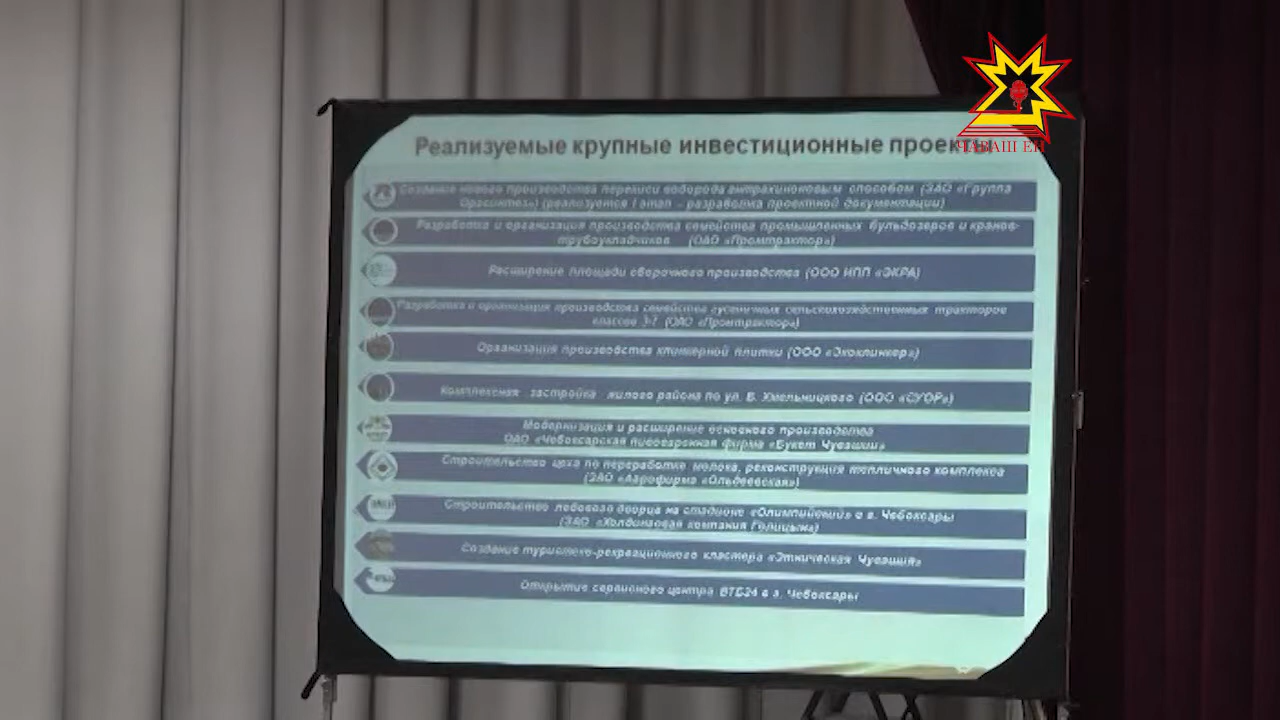 ЧӐВАШ ЕН
Реализуемые крупные инвестиционные проекты
Создание нового производства перекиси водорода антрахиноновым способом (ЗАО «Группа
Оргсинтез») (реализуется I этап – разработка проектной документации)
Разработка и организация производства семейства промышленных бульдозеров и кранов-
трубоукладчиков (ОАО «Промтрактор»)
Расширение площади сборочного производства (ООО НПП «ЭКРА)
Разработка и организация производства семейства гусеничных сельскохозяйственных тракторов
классов 3-7 (ОАО «Промтрактор»)
Организация производства клинкерной плитки (ООО «Экоклинкер»)
Комплексная застройка жилого района по ул. Б. Хмельницкого (ООО «СУОР»)
Модернизация и расширение основного производства
ОАО «Чебоксарская пивоваренная фирма «Букет Чувашии»
Строительство цеха по переработке молока, реконструкция тепличного комплекса
(ЗАО «Агрофирма «Ольдеевская»)
Строительство ледового дворца на стадионе «Олимпийский» в г. Чебоксары
(ЗАО «Холдинговая компания Голицын»)
Создание туристско-рекреационного кластера «Этническая Чувашия»
Открытие сервисного центра ВТБ24 в г. Чебоксары